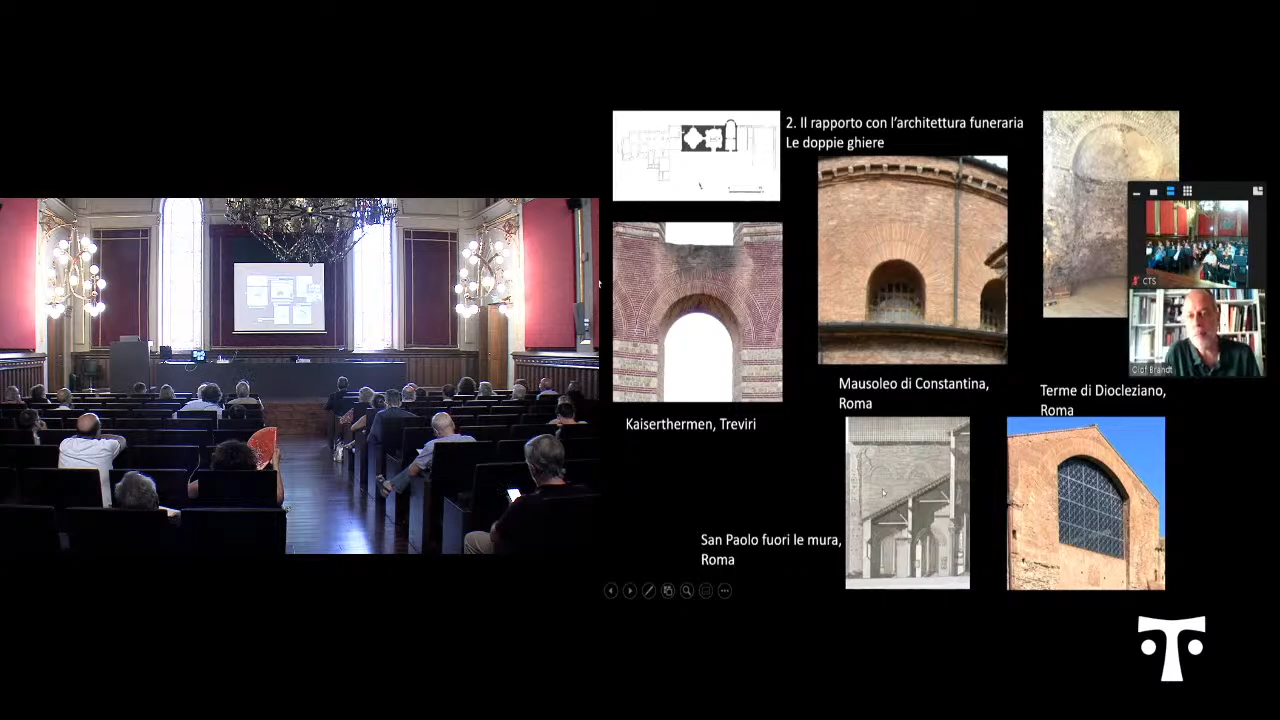 2. Il rapporto con l'architettura funeraria
Le doppie ghiere
CTS
Olof Brandt
Mausoleo di Constantina,
Roma
Terme di Diocleziano,
Roma
Kaiserthermen, Treviri
San Paolo fuori le mura,
Roma